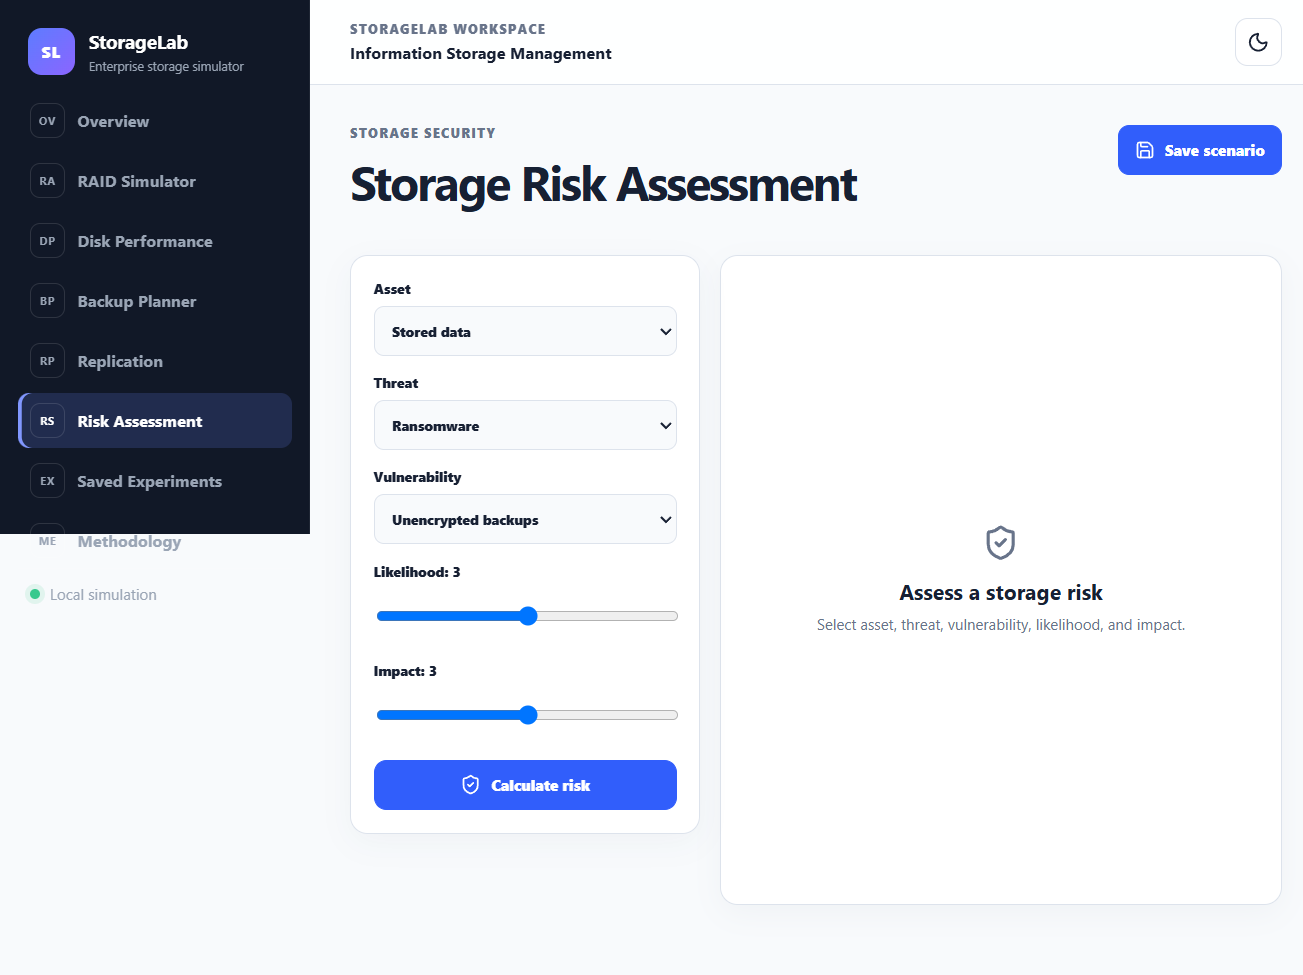 SL
StorageLab
Enterprise storage simulator
OV Overview
RA RAID Simulator
DP Disk Performance
BP Backup Planner
RP Replication
RS Risk Assessment
EX Saved Experiments
ME Methodology
Local simulation
STORAGELAB WORKSPACE
Information Storage Management
STORAGE SECURITY
Storage Risk Assessment
Save scenario
Asset
Stored data
Threat
Ransomware
Vulnerability
Unencrypted backups
Likelihood: 3
Impact: 3
Calculate risk
Assess a storage risk
Select asset, threat, vulnerability, likelihood, and impact.